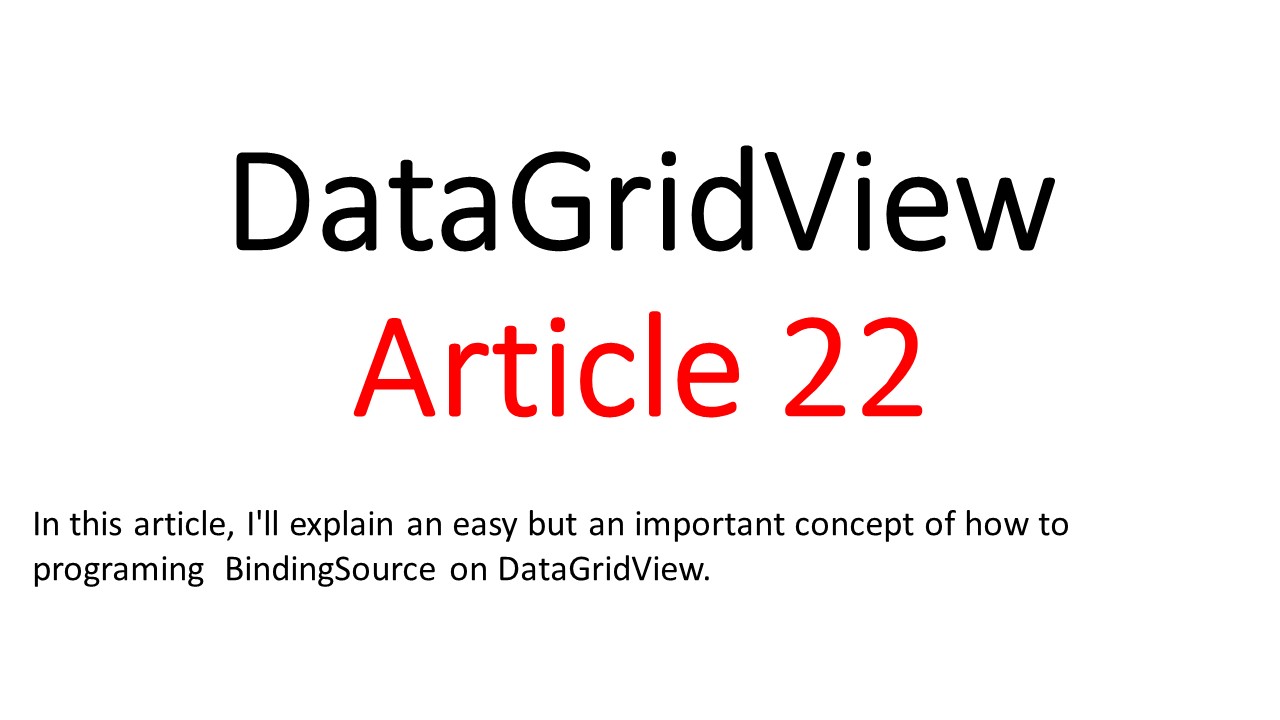 DataGridView
Article 22
In this article, I'll explain an easy but an important concept of how to
programing BindingSource on DataGridView.